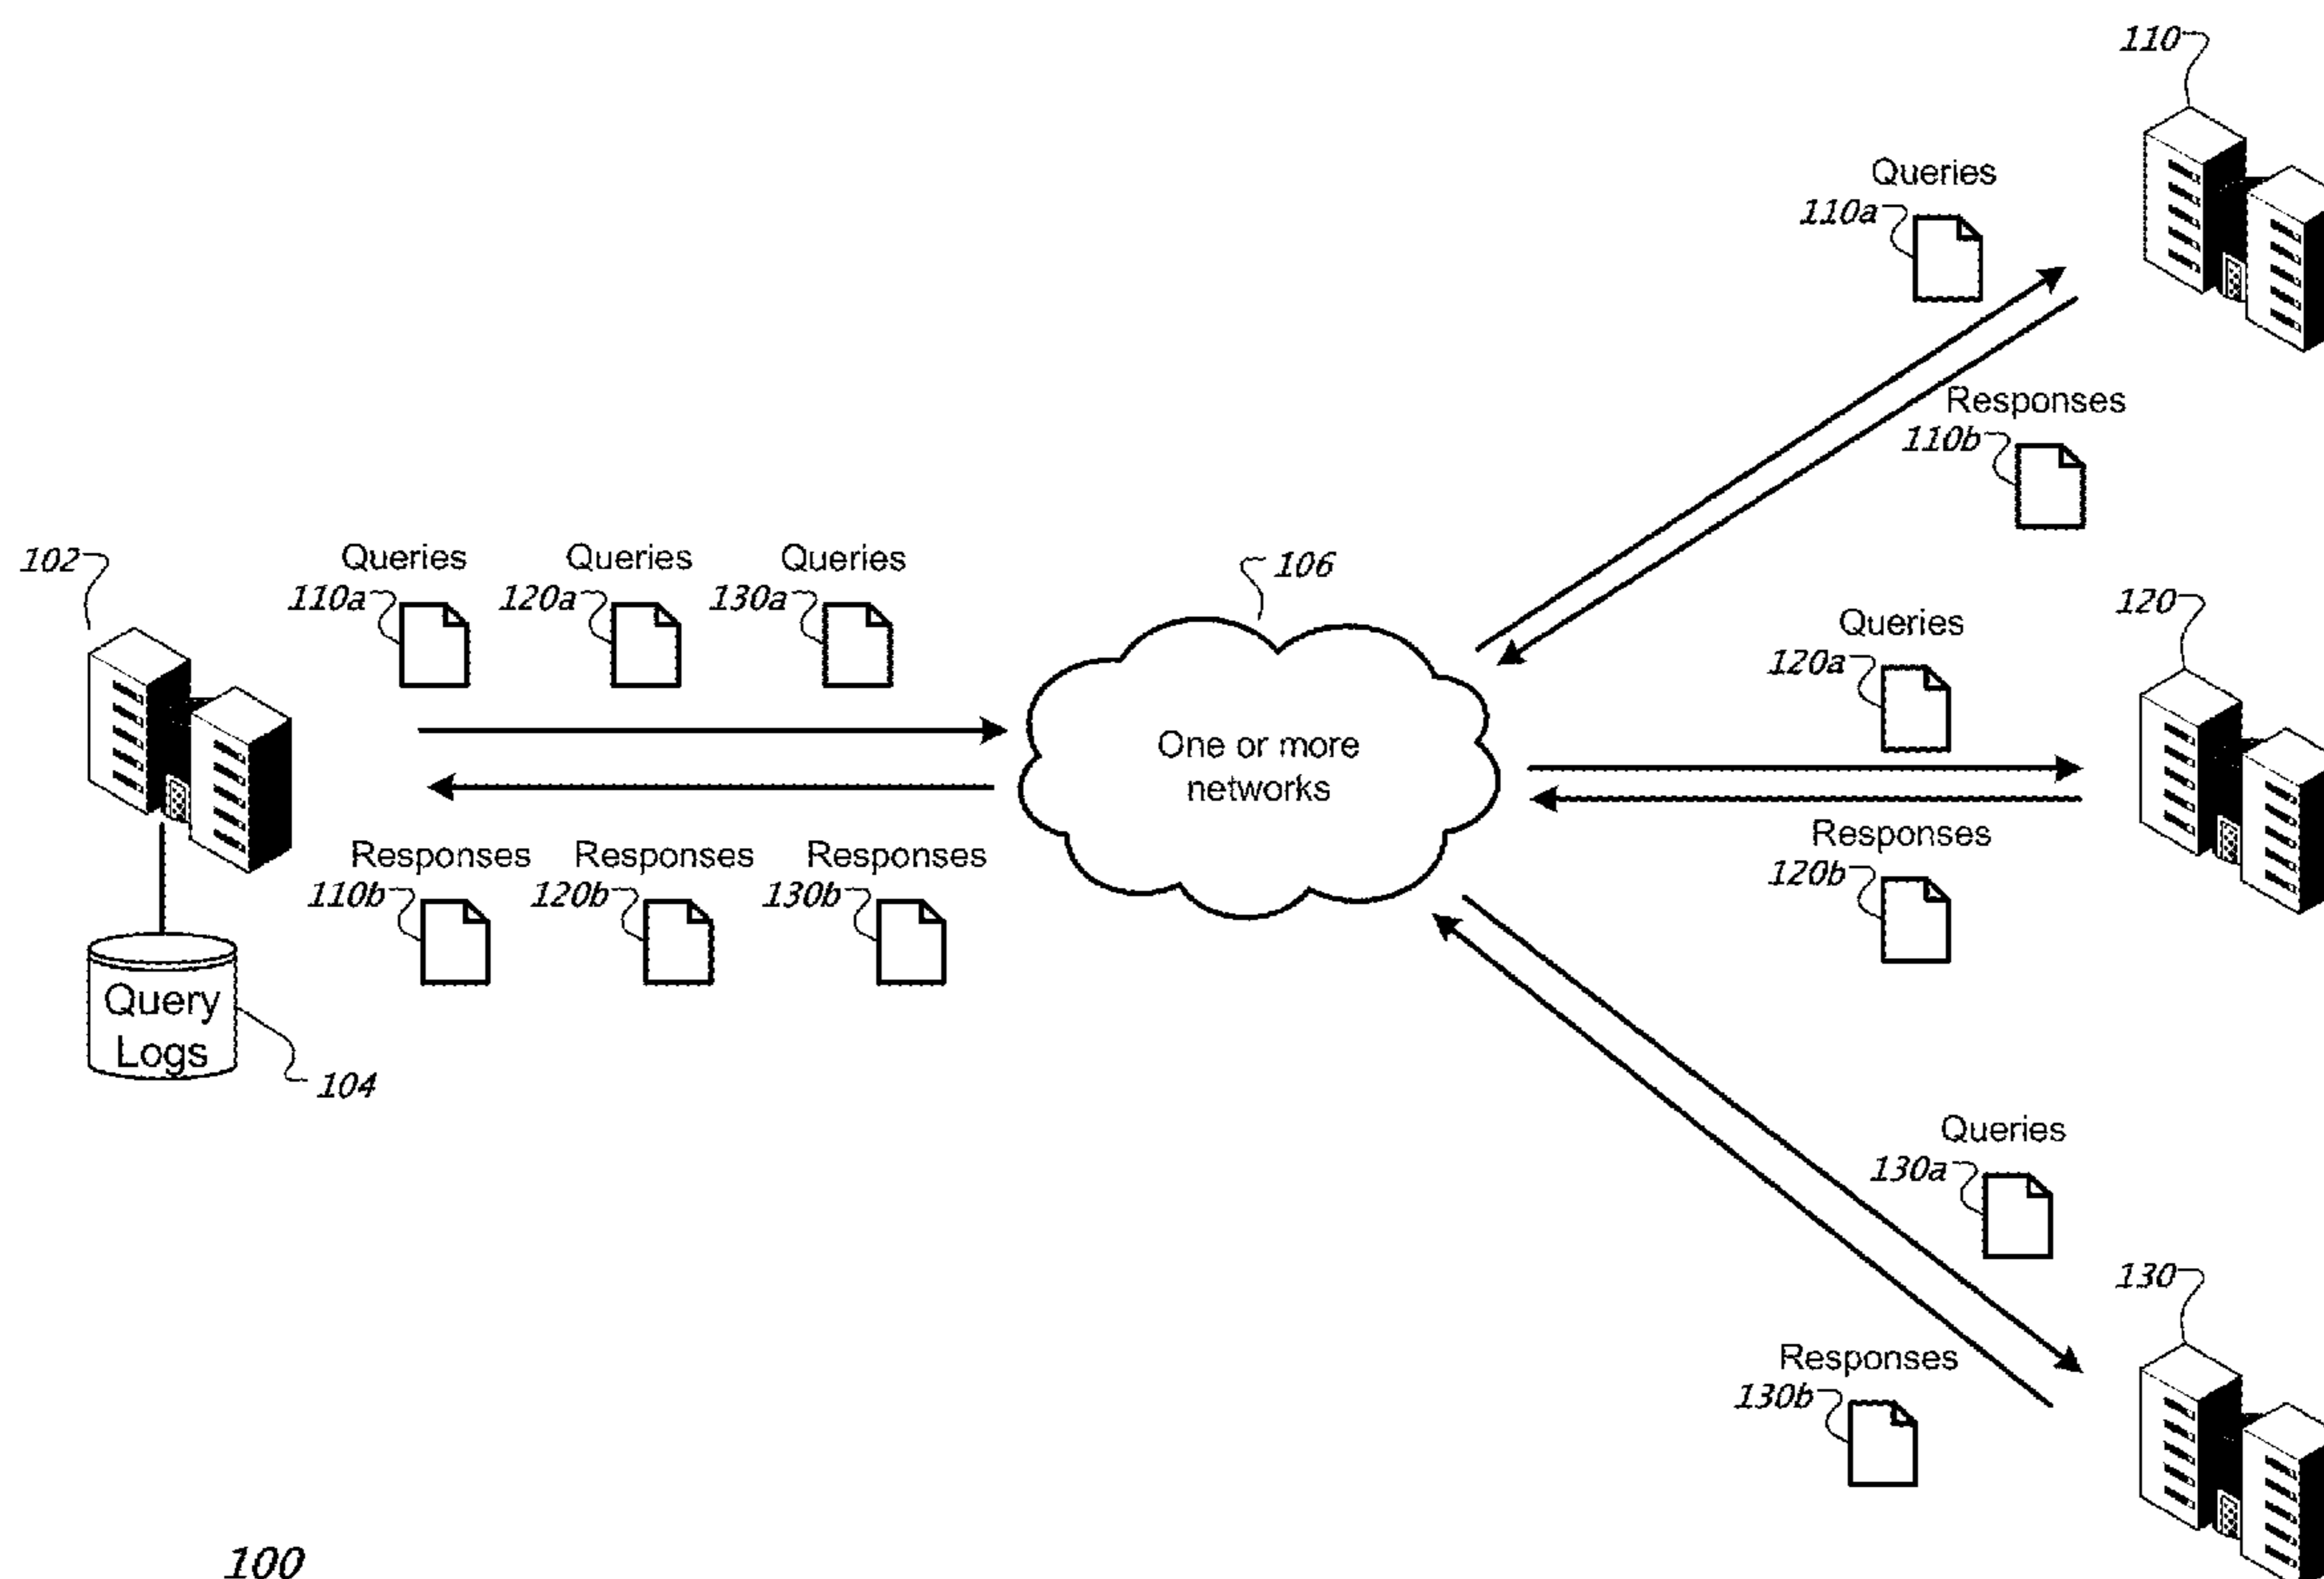 110
Queries
110a
Responses
110b
102
Queries
110a
Queries
120a
Queries
130a
106
One or more
networks
Responses
110b
Responses
120b
Responses
130b
Query
Logs
104
120
Queries
120a
Responses
120b
Queries
130a
130
Responses
130b
100